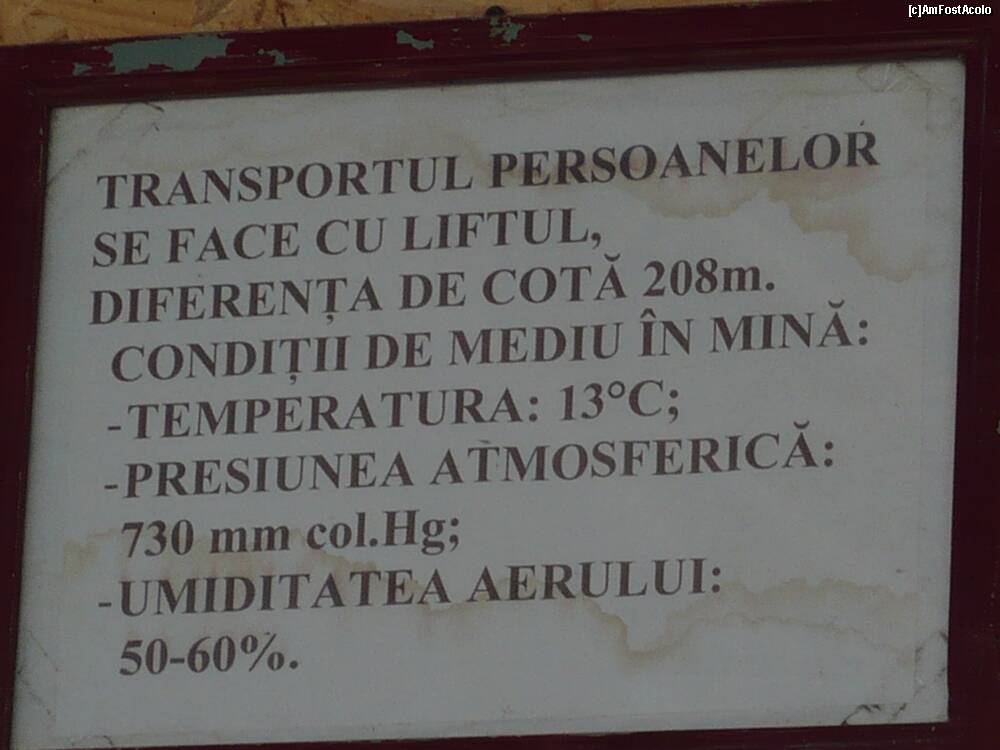 [c]AmFostAcolo
TRANSPORTUL PERSOANELOR
SE FACE CU LIFTUL,
DIFERENȚA DE COTĂ 208m.
CONDIȚII DE MEDIU ÎN MINĂ:
-TEMPERATURA: 13°C;
-PRESIUNEA ATMOSFERICĂ:
730 mm col.Hg;
-UMIDITATEA AERULUI:
50-60%.